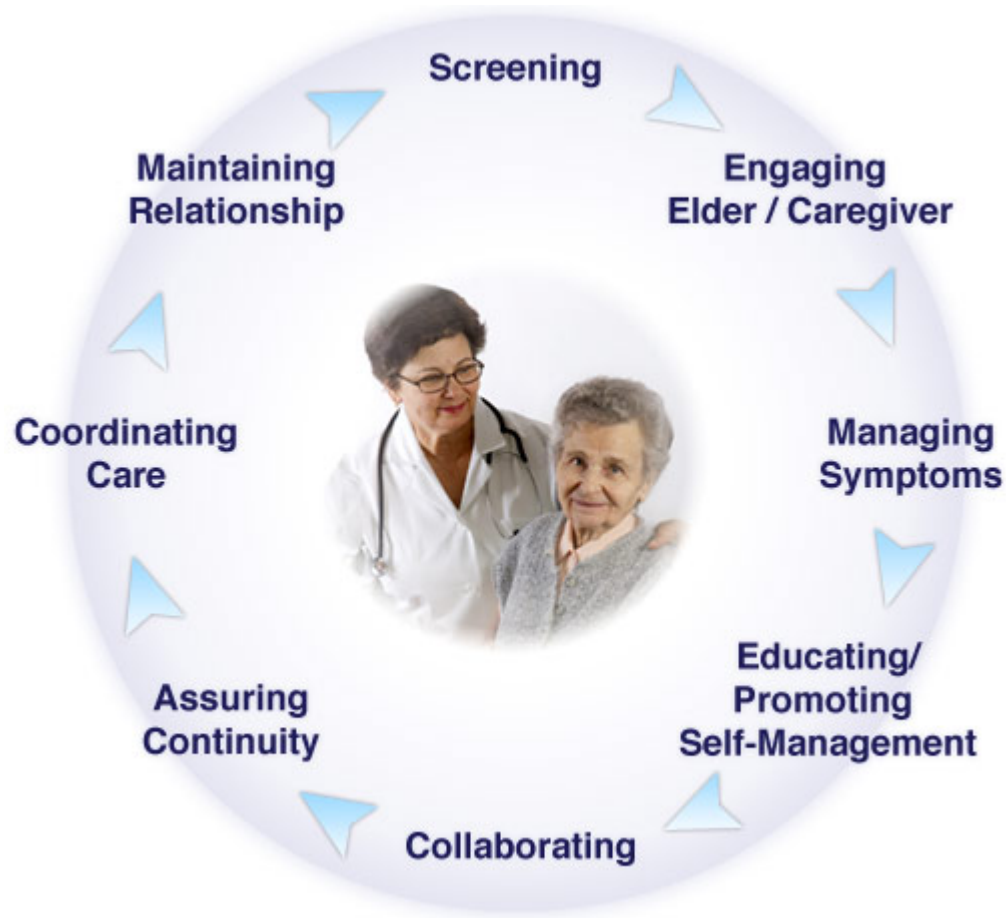 Screening
Engaging
Elder / Caregiver
Managing
Symptoms
Educating/
Promoting
Self-Management
Collaborating
Assuring
Continuity
Coordinating
Care
Maintaining
Relationship